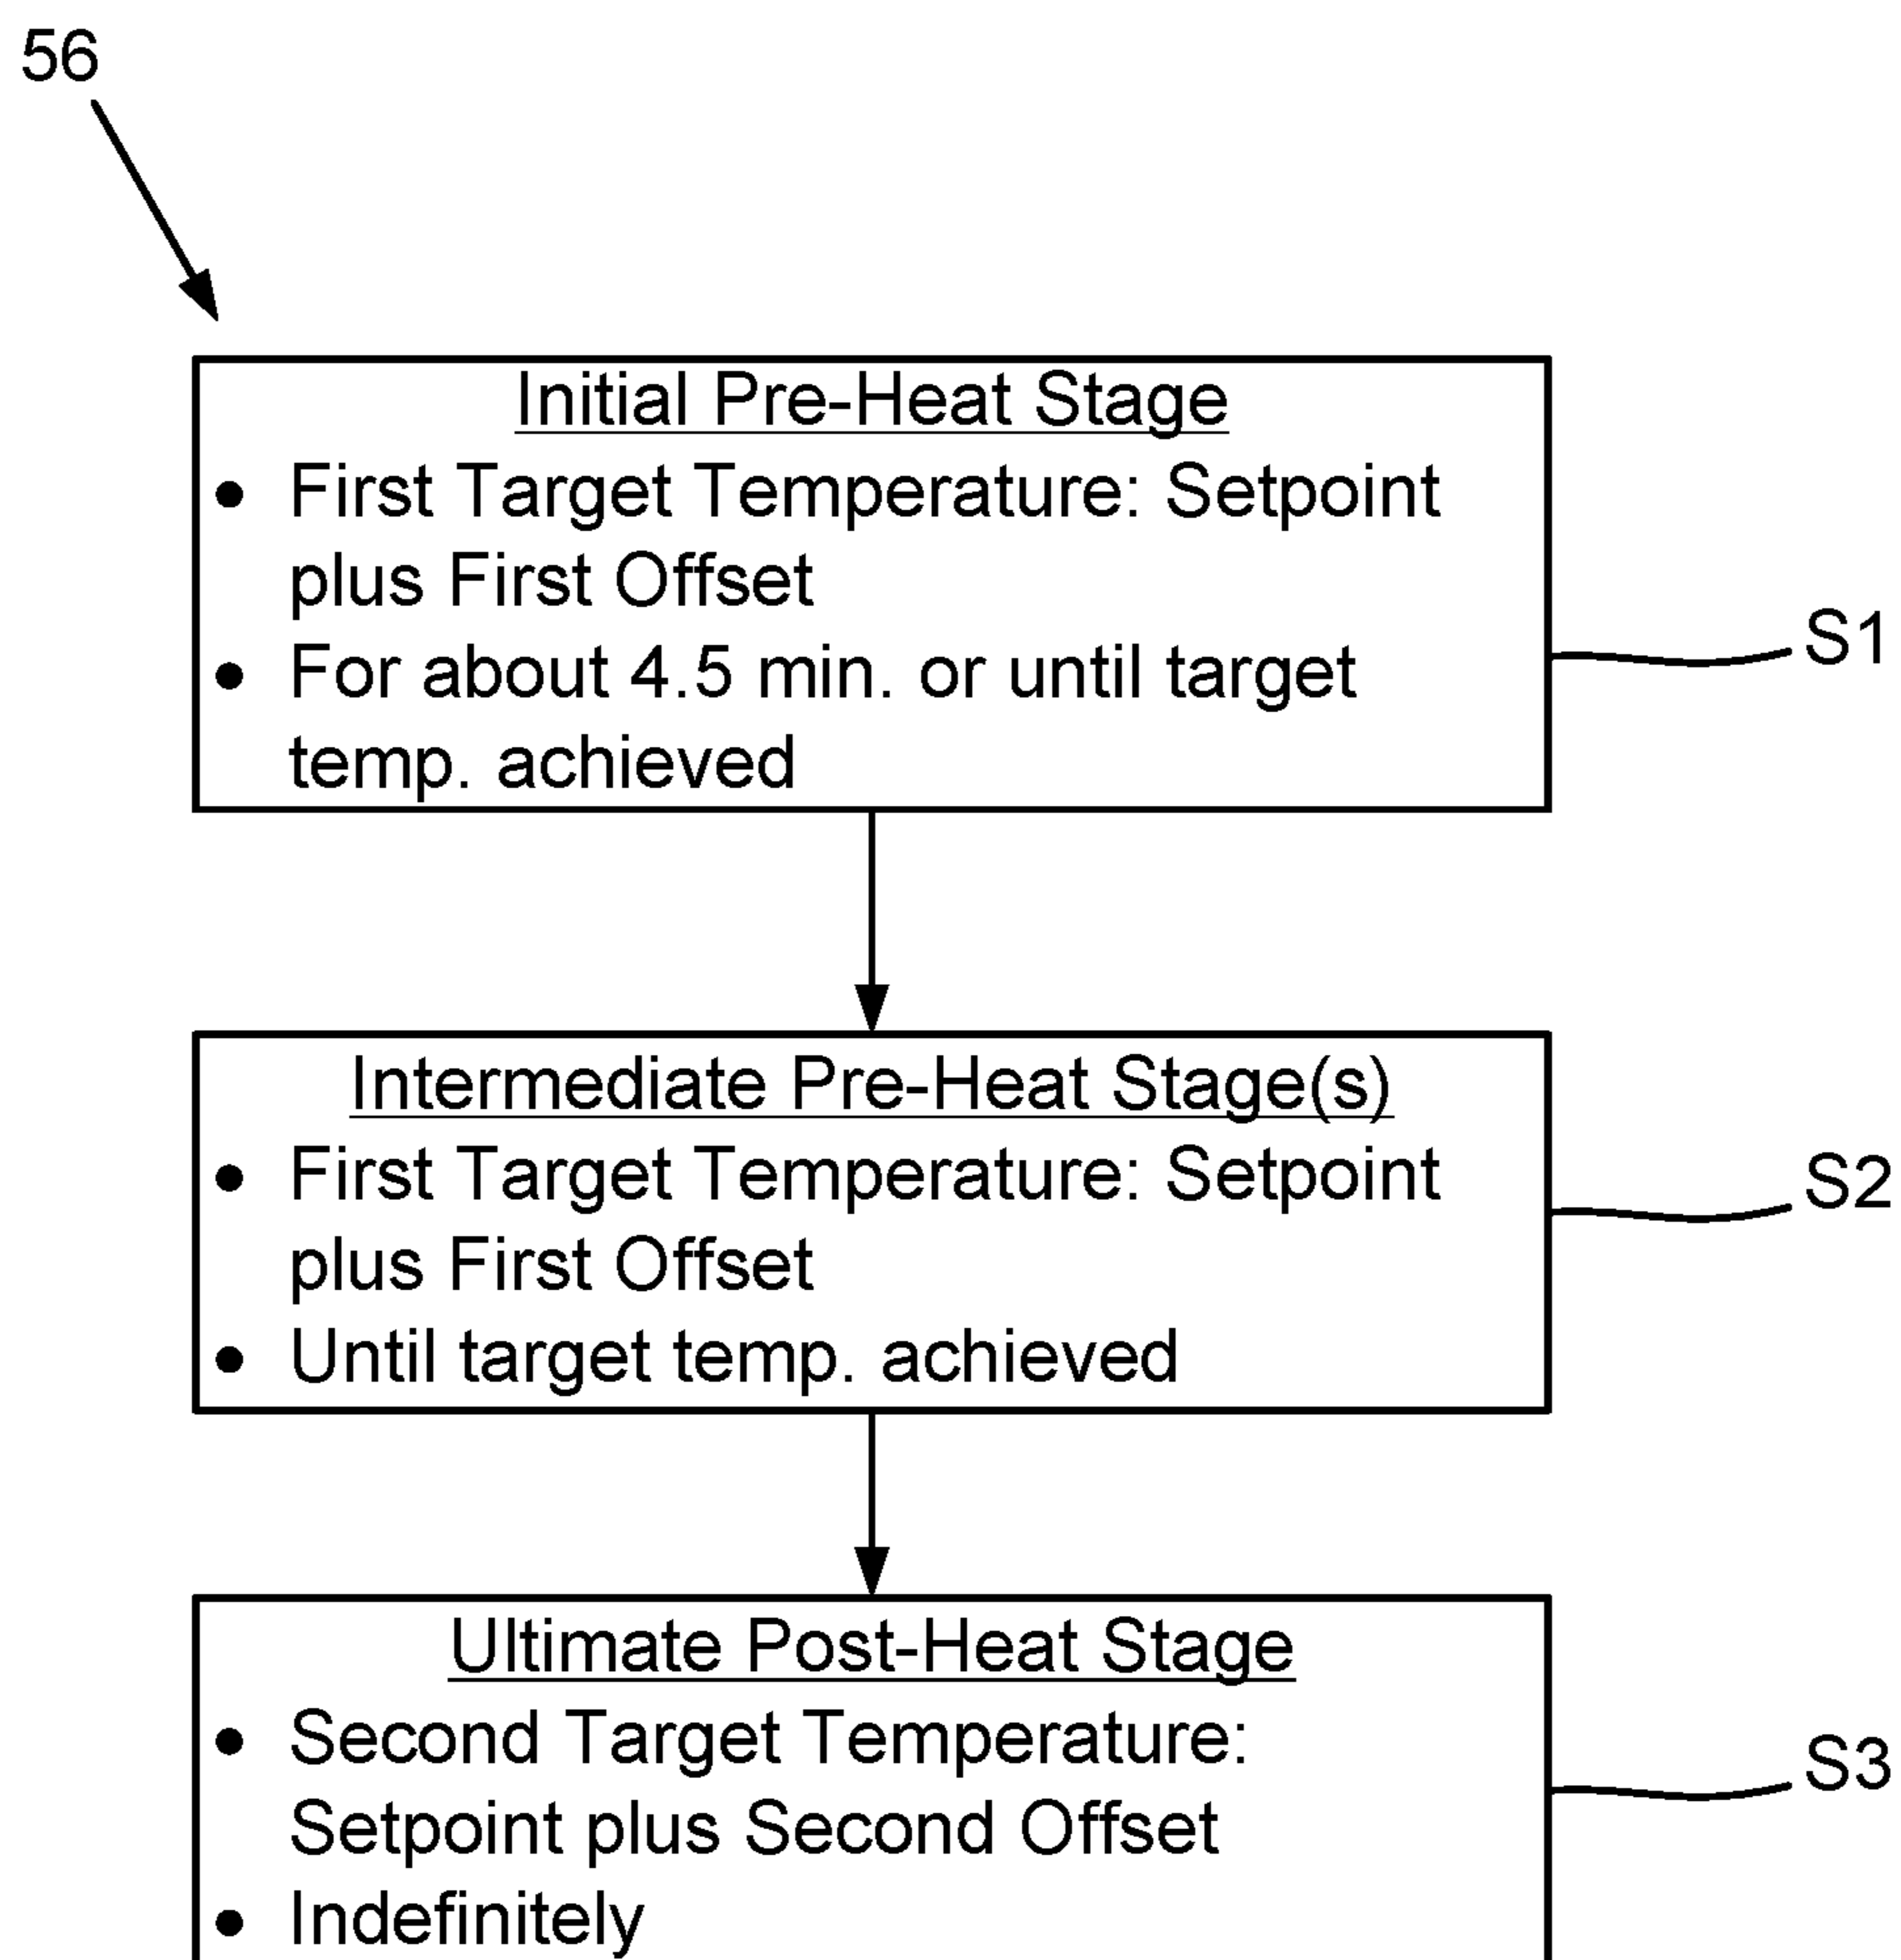 56
Initial Pre-Heat Stage
● First Target Temperature: Setpoint
plus First Offset
● For about 4.5 min. or until target
temp. achieved
S1
Intermediate Pre-Heat Stage(s)
● First Target Temperature: Setpoint
plus First Offset
● Until target temp. achieved
S2
Ultimate Post-Heat Stage
● Second Target Temperature:
Setpoint plus Second Offset
● Indefinitely
S3